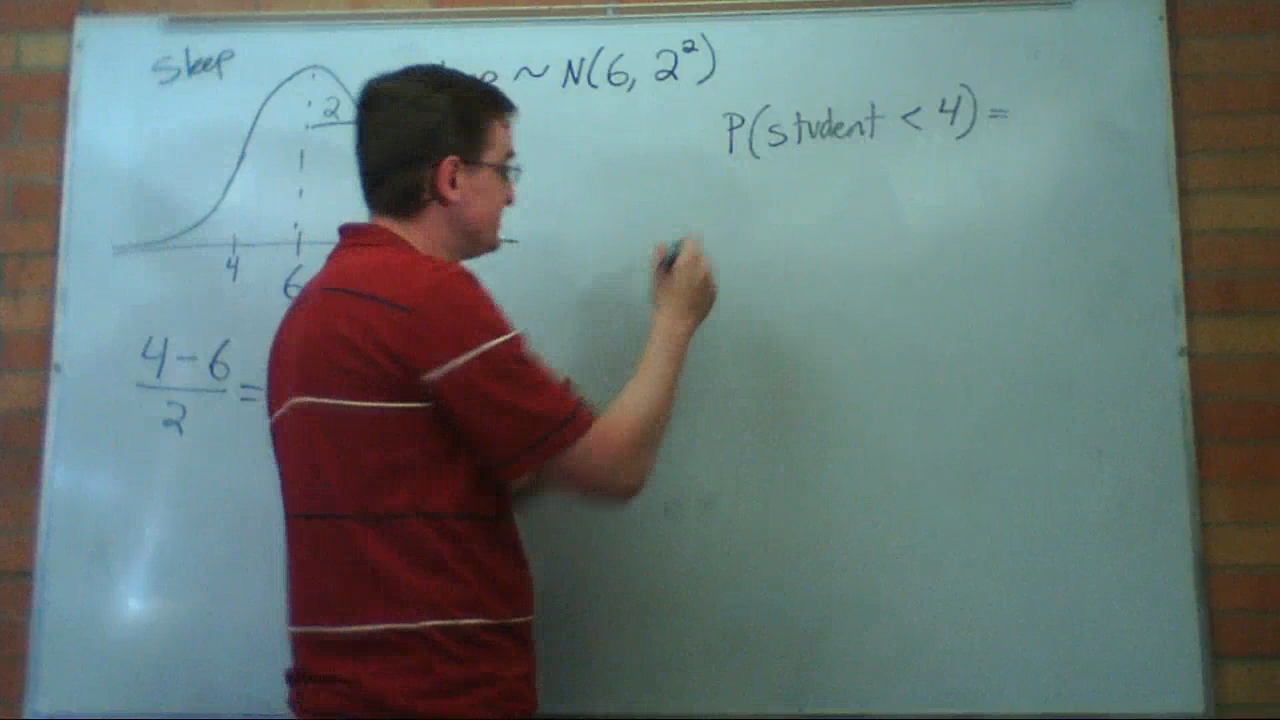 sleep
~ N(6, 2²)
2
P(student < 4) =
4
6
4-6
2
=